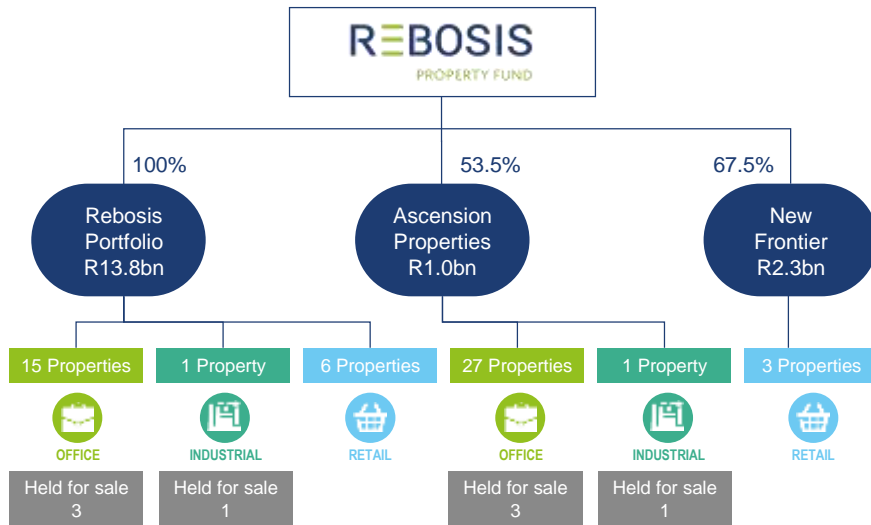 REBOSIS
PROPERTY FUND
100%
53.5%
67.5%
Rebosis
Portfolio
R13.8bn
Ascension
Properties
R1.0bn
New
Frontier
R2.3bn
15 Properties
1 Property
6 Properties
27 Properties
1 Property
3 Properties
OFFICE
INDUSTRIAL
RETAIL
OFFICE
INDUSTRIAL
RETAIL
Held for sale
3
Held for sale
1
Held for sale
3
Held for sale
1